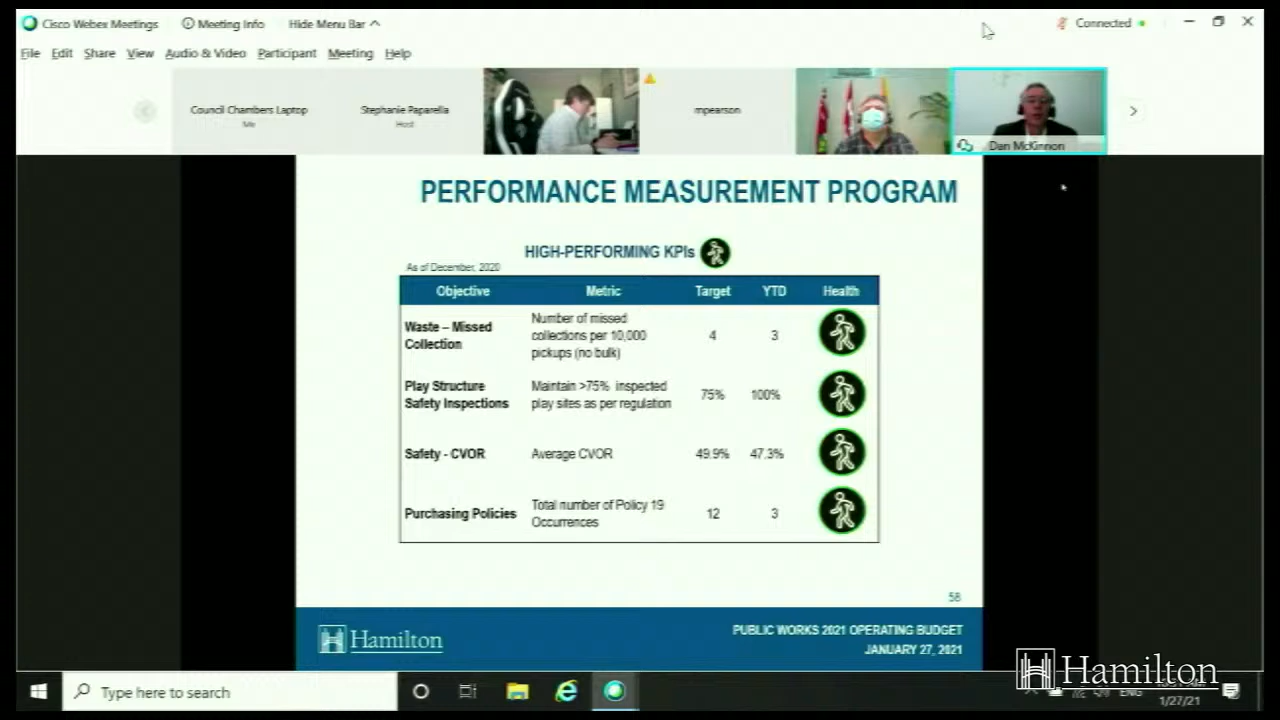 Cisco Webex Meetings
Meeting Info
Hide Menu Bar
Connected
File Edit Share View Audio & Video Participant Meeting Help
Council Chambers Laptop
Me
Stephanie Paparella
Host
mpearson
Dan McKinnon
PERFORMANCE MEASUREMENT PROGRAM
HIGH-PERFORMING KPIs
As of December, 2020
Objective Metric Target YTD Health
Waste – Missed Collection
Number of missed
collections per 10,000
pickups (no bulk)
4 3
Play Structure
Safety Inspections
Maintain >75% inspected
play sites as per regulation
75% 100%
Safety - CVOR Average CVOR 49.9% 47.3%
Purchasing Policies
Total number of Policy 19
Occurrences
12 3
58
Hamilton
PUBLIC WORKS 2021 OPERATING BUDGET
JANUARY 27, 2021
Hamilton
Type here to search
ENG
1/27/21